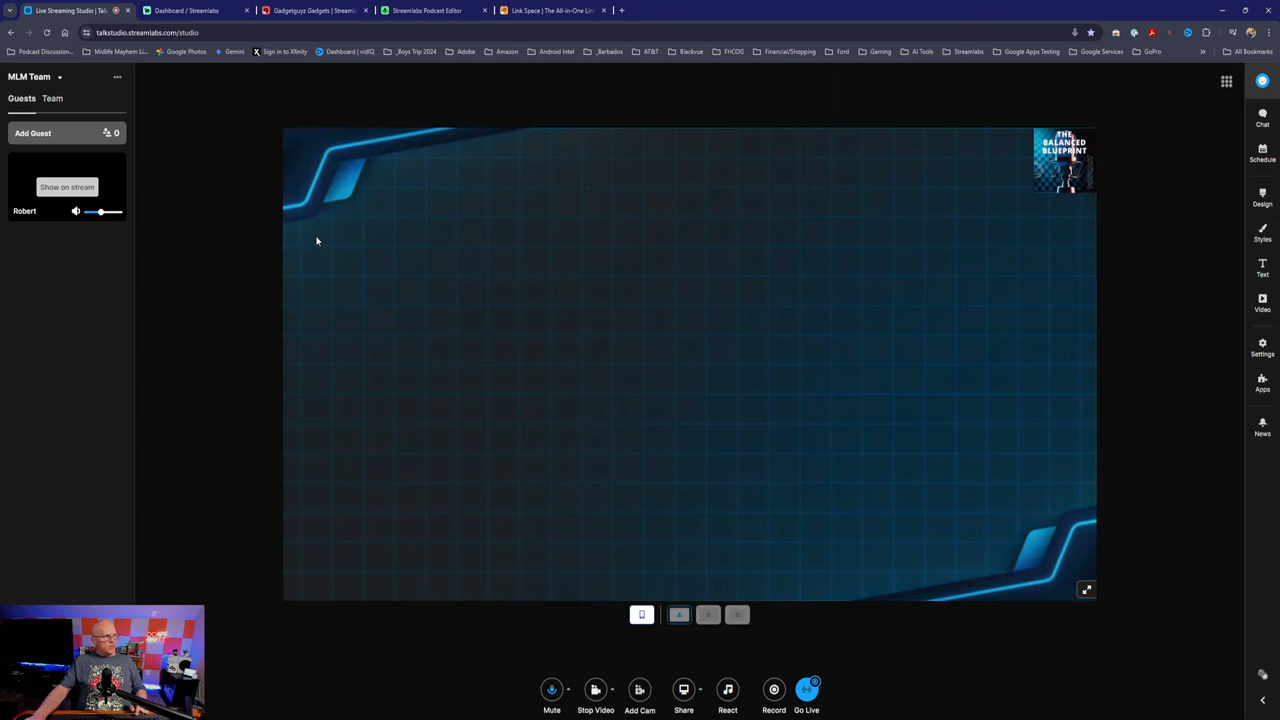 Live Streaming Studio | Talk
Dashboard / Streamlabs
Gadgetguyz Gadgets | Streamla
Streamlabs Podcast Editor
Link Space | The All-in-One Link
talkstudio.streamlabs.com/studio
Podcast Discussion...
Midlife Mayhem Li...
Google Photos
Gemini
Sign in to Xfinity
Dashboard | vidIQ
_Boys Trip 2024
Adobe
Amazon
Android Intel
_Barbados
AT&T
Blackvue
FHCOG
Financial/Shopping
Ford
Gaming
AI Tools
Streamlabs
Google Apps Testing
Google Services
GoPro
All Bookmarks
MLM Team
Guests Team
Add Guest 0
Show on stream
Robert
THE
BALANCED
BLUEPRINT
Chat
Schedule
Design
Styles
Text
Video
Settings
Apps
News
Mute
Stop Video
Add Cam
Share
React
Record
Go Live